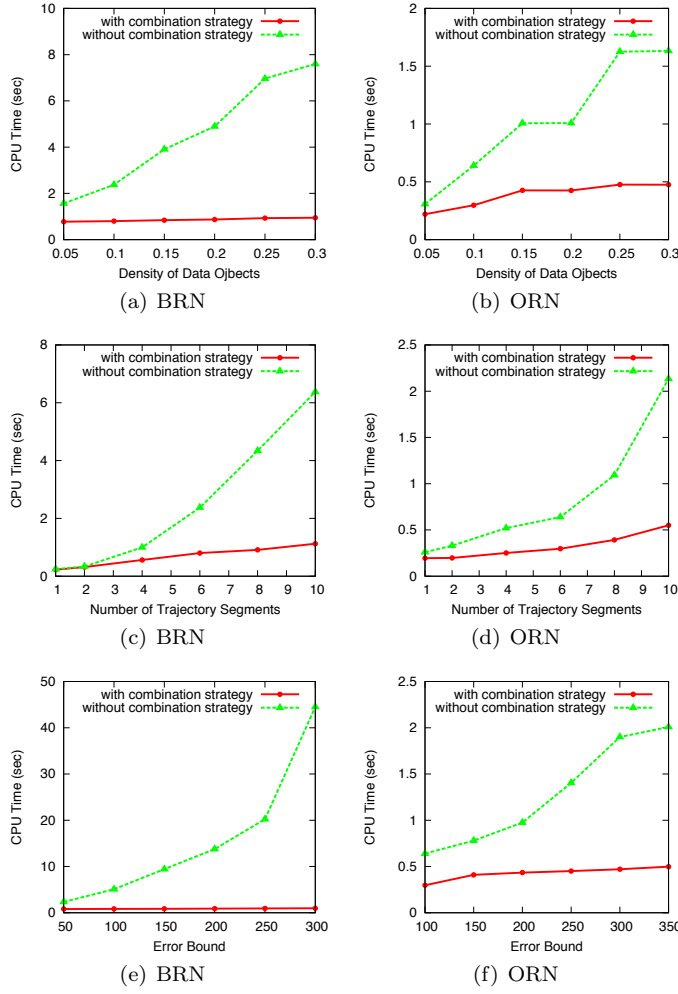 10
8
6
4
2
0
CPU Time (sec)
with combination strategy
without combination strategy
0.05 0.1 0.15 0.2 0.25 0.3
Density of Data Ojbects
(a) BRN
2
1.5
1
0.5
0
CPU Time (sec)
with combination strategy
without combination strategy
0.05 0.1 0.15 0.2 0.25 0.3
Density of Data Ojbects
(b) ORN
8
6
4
2
0
CPU Time (sec)
with combination strategy
without combination strategy
1 2 3 4 5 6 7 8 9 10
Number of Trajectory Segments
(c) BRN
2.5
2
1.5
1
0.5
0
CPU Time (sec)
with combination strategy
without combination strategy
1 2 3 4 5 6 7 8 9 10
Number of Trajectory Segments
(d) ORN
50
40
30
20
10
0
CPU Time (sec)
with combination strategy
without combination strategy
50 100 150 200 250 300
Error Bound
(e) BRN
2.5
2
1.5
1
0.5
0
CPU Time (sec)
with combination strategy
without combination strategy
100 150 200 250 300 350
Error Bound
(f) ORN